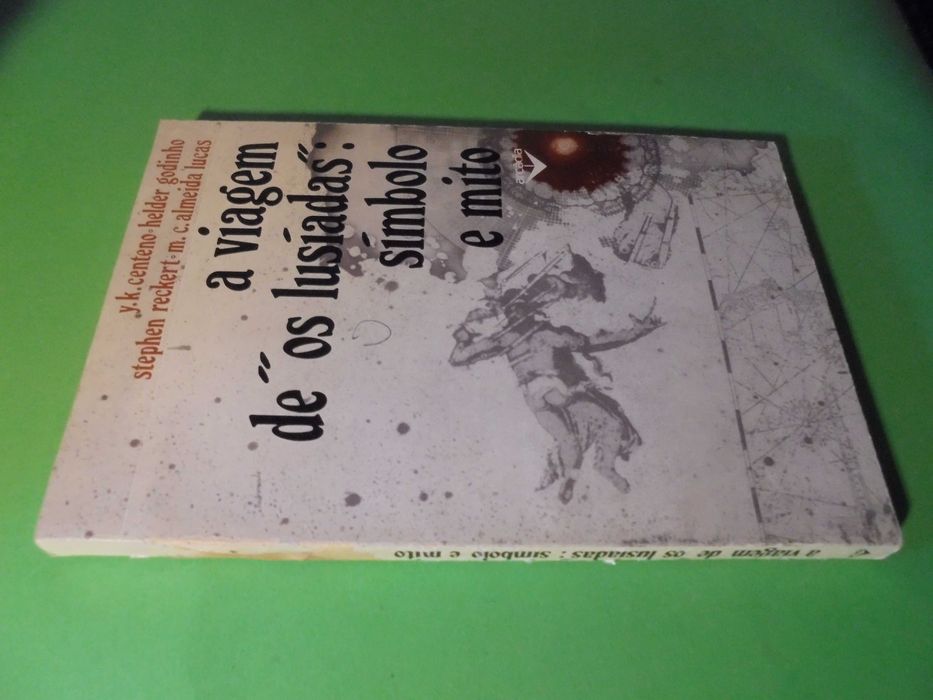 y.k.centeno·helder godinho
stephen reckert·m.c.almeida lucas
a viagem
de "os lusíadas":
símbolo
e mito
arcádia
a viagem de os lusíadas: símbolo e mito